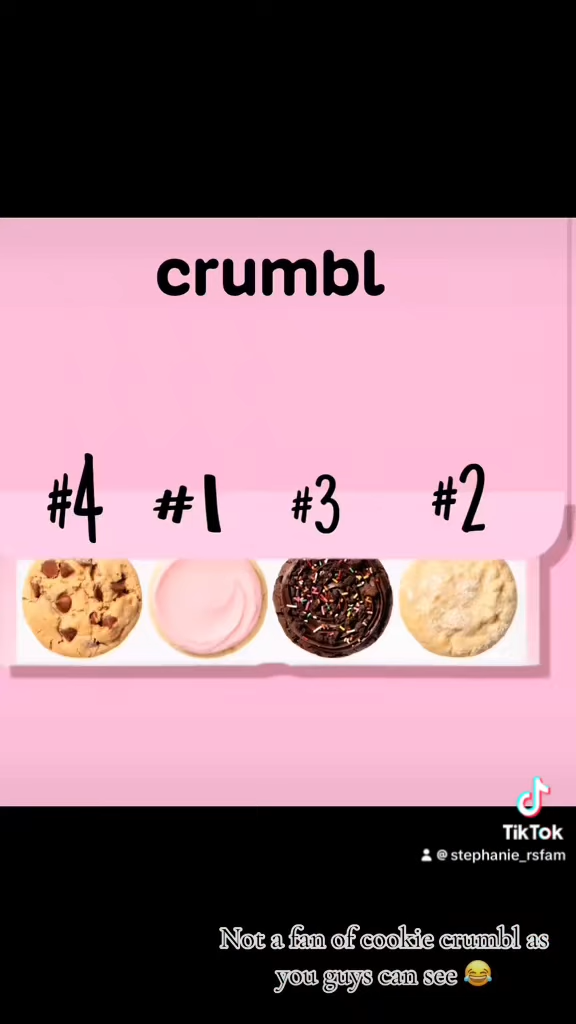 crumbl
#4 #1 #3 #2
TikTok
@stephanie_rsfam
Not a fan of cookie crumbl as
you guys can see 😂